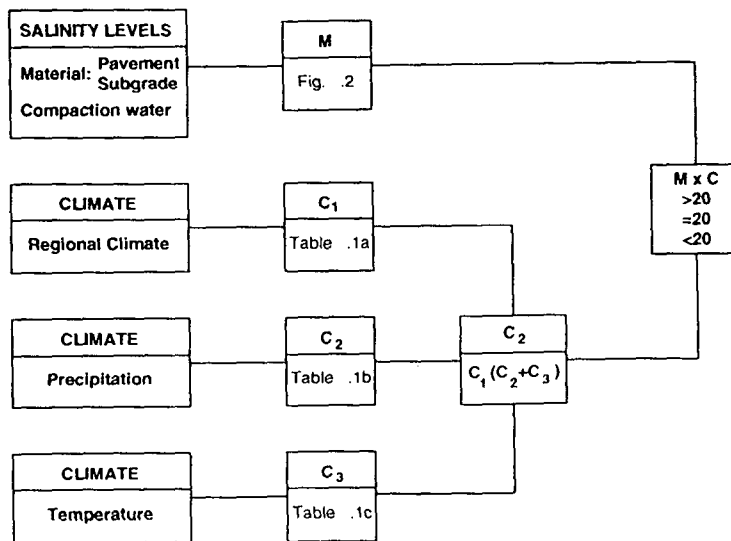 SALINITY LEVELS
Material: Pavement
Subgrade
Compaction water
M
Fig. .2
M x C
>20
=20
<20
CLIMATE
Regional Climate
C1
Table .1a
CLIMATE
Precipitation
C2
Table .1b
C2
C1(C2+C3)
CLIMATE
Temperature
C3
Table .1c